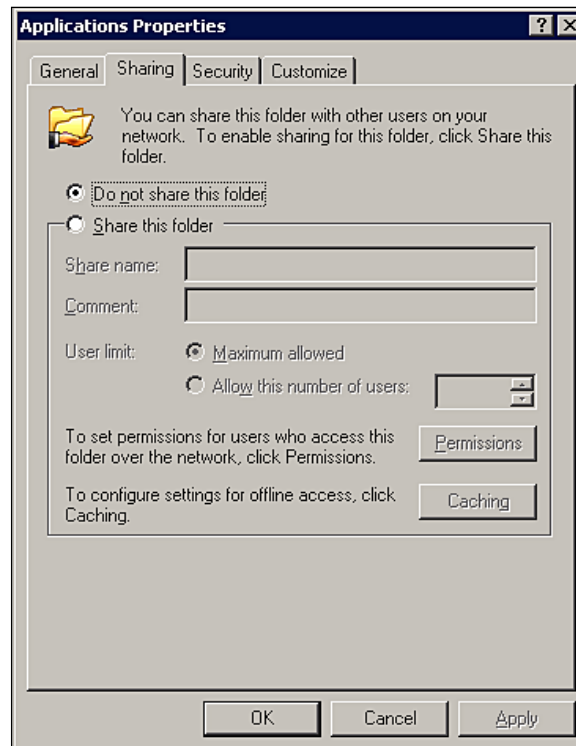 Applications Properties
General Sharing Security Customize
You can share this folder with other users on your
network. To enable sharing for this folder, click Share this
folder.
Do not share this folder
Share this folder
Share name:
Comment:
User limit: Maximum allowed
Allow this number of users:
To set permissions for users who access this
folder over the network, click Permissions.
Permissions
To configure settings for offline access, click
Caching.
Caching
OK Cancel Apply